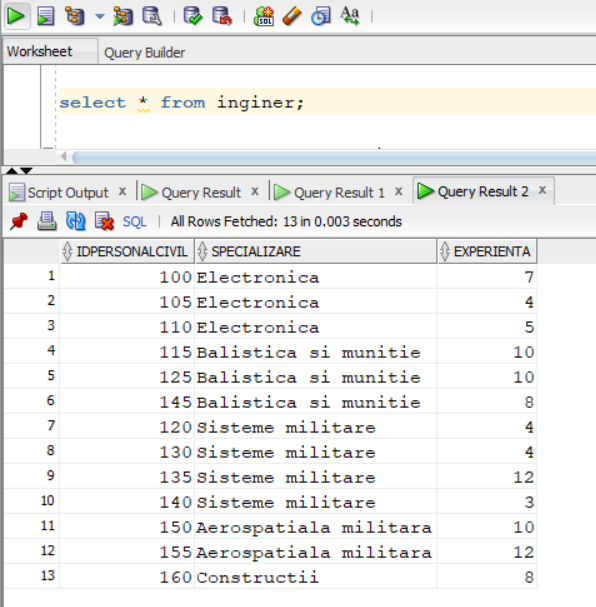 Worksheet Query Builder
select * from inginer;
Script Output x Query Result x Query Result 1 x Query Result 2 x
SQL | All Rows Fetched: 13 in 0.003 seconds
IDPERSONALCIVIL SPECIALIZARE EXPERIENTA
1 100 Electronica 7
2 105 Electronica 4
3 110 Electronica 5
4 115 Balistica si munitie 10
5 125 Balistica si munitie 10
6 145 Balistica si munitie 8
7 120 Sisteme militare 4
8 130 Sisteme militare 4
9 135 Sisteme militare 12
10 140 Sisteme militare 3
11 150 Aerospatiala militara 10
12 155 Aerospatiala militara 12
13 160 Constructii 8